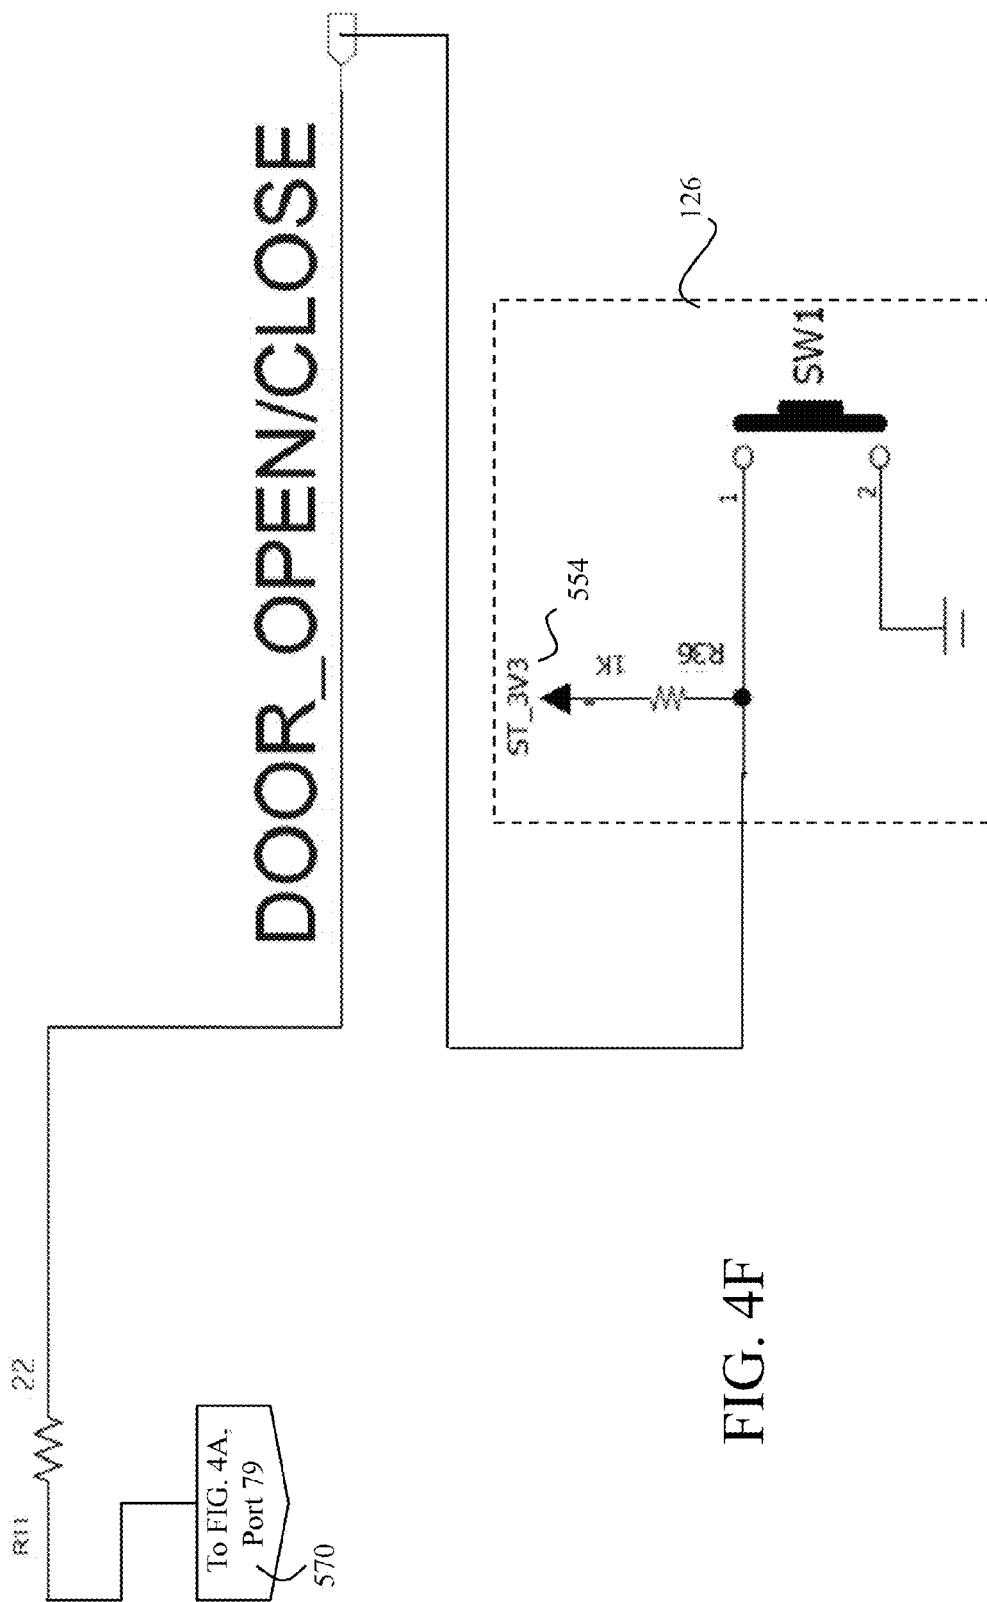 22
To FIG. 4A,
Port 79
570
DOOR_OPEN/CLOSE
ST_3V3
554
1K
R36
1
2
SW1
126
FIG. 4F